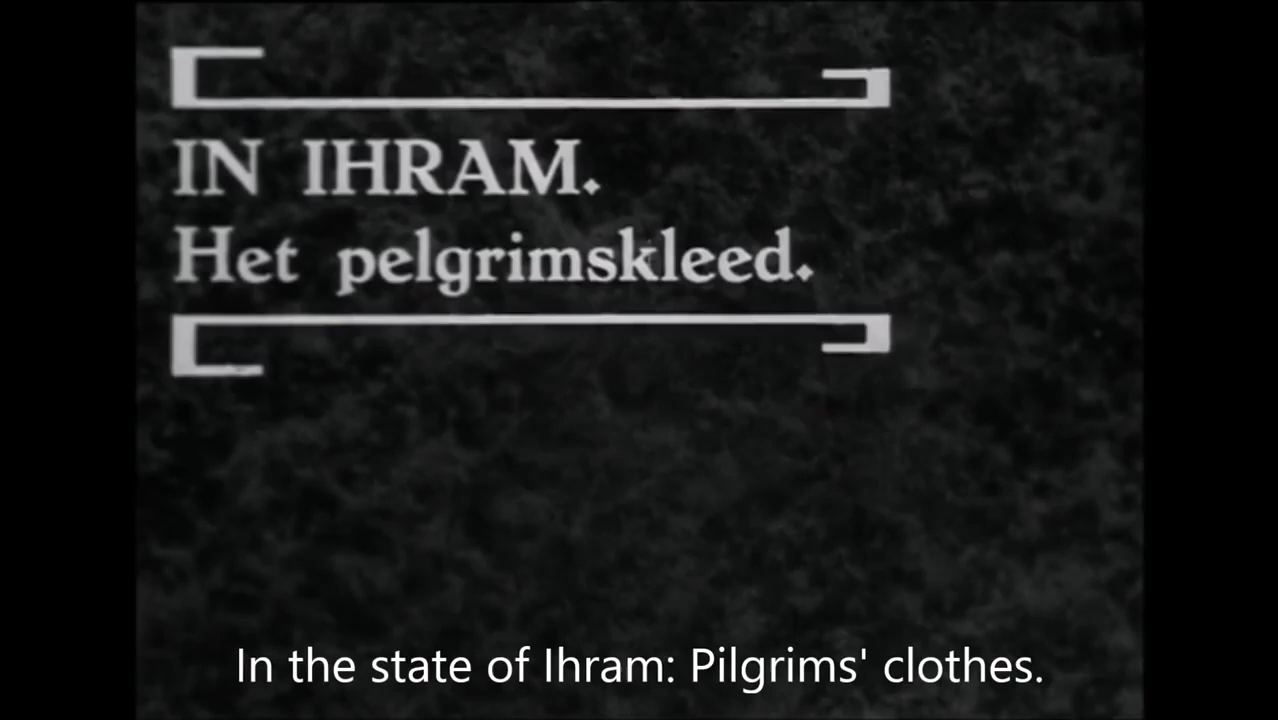 IN IHRAM.
Het pelgrimskleed.
In the state of Ihram: Pilgrims' clothes.